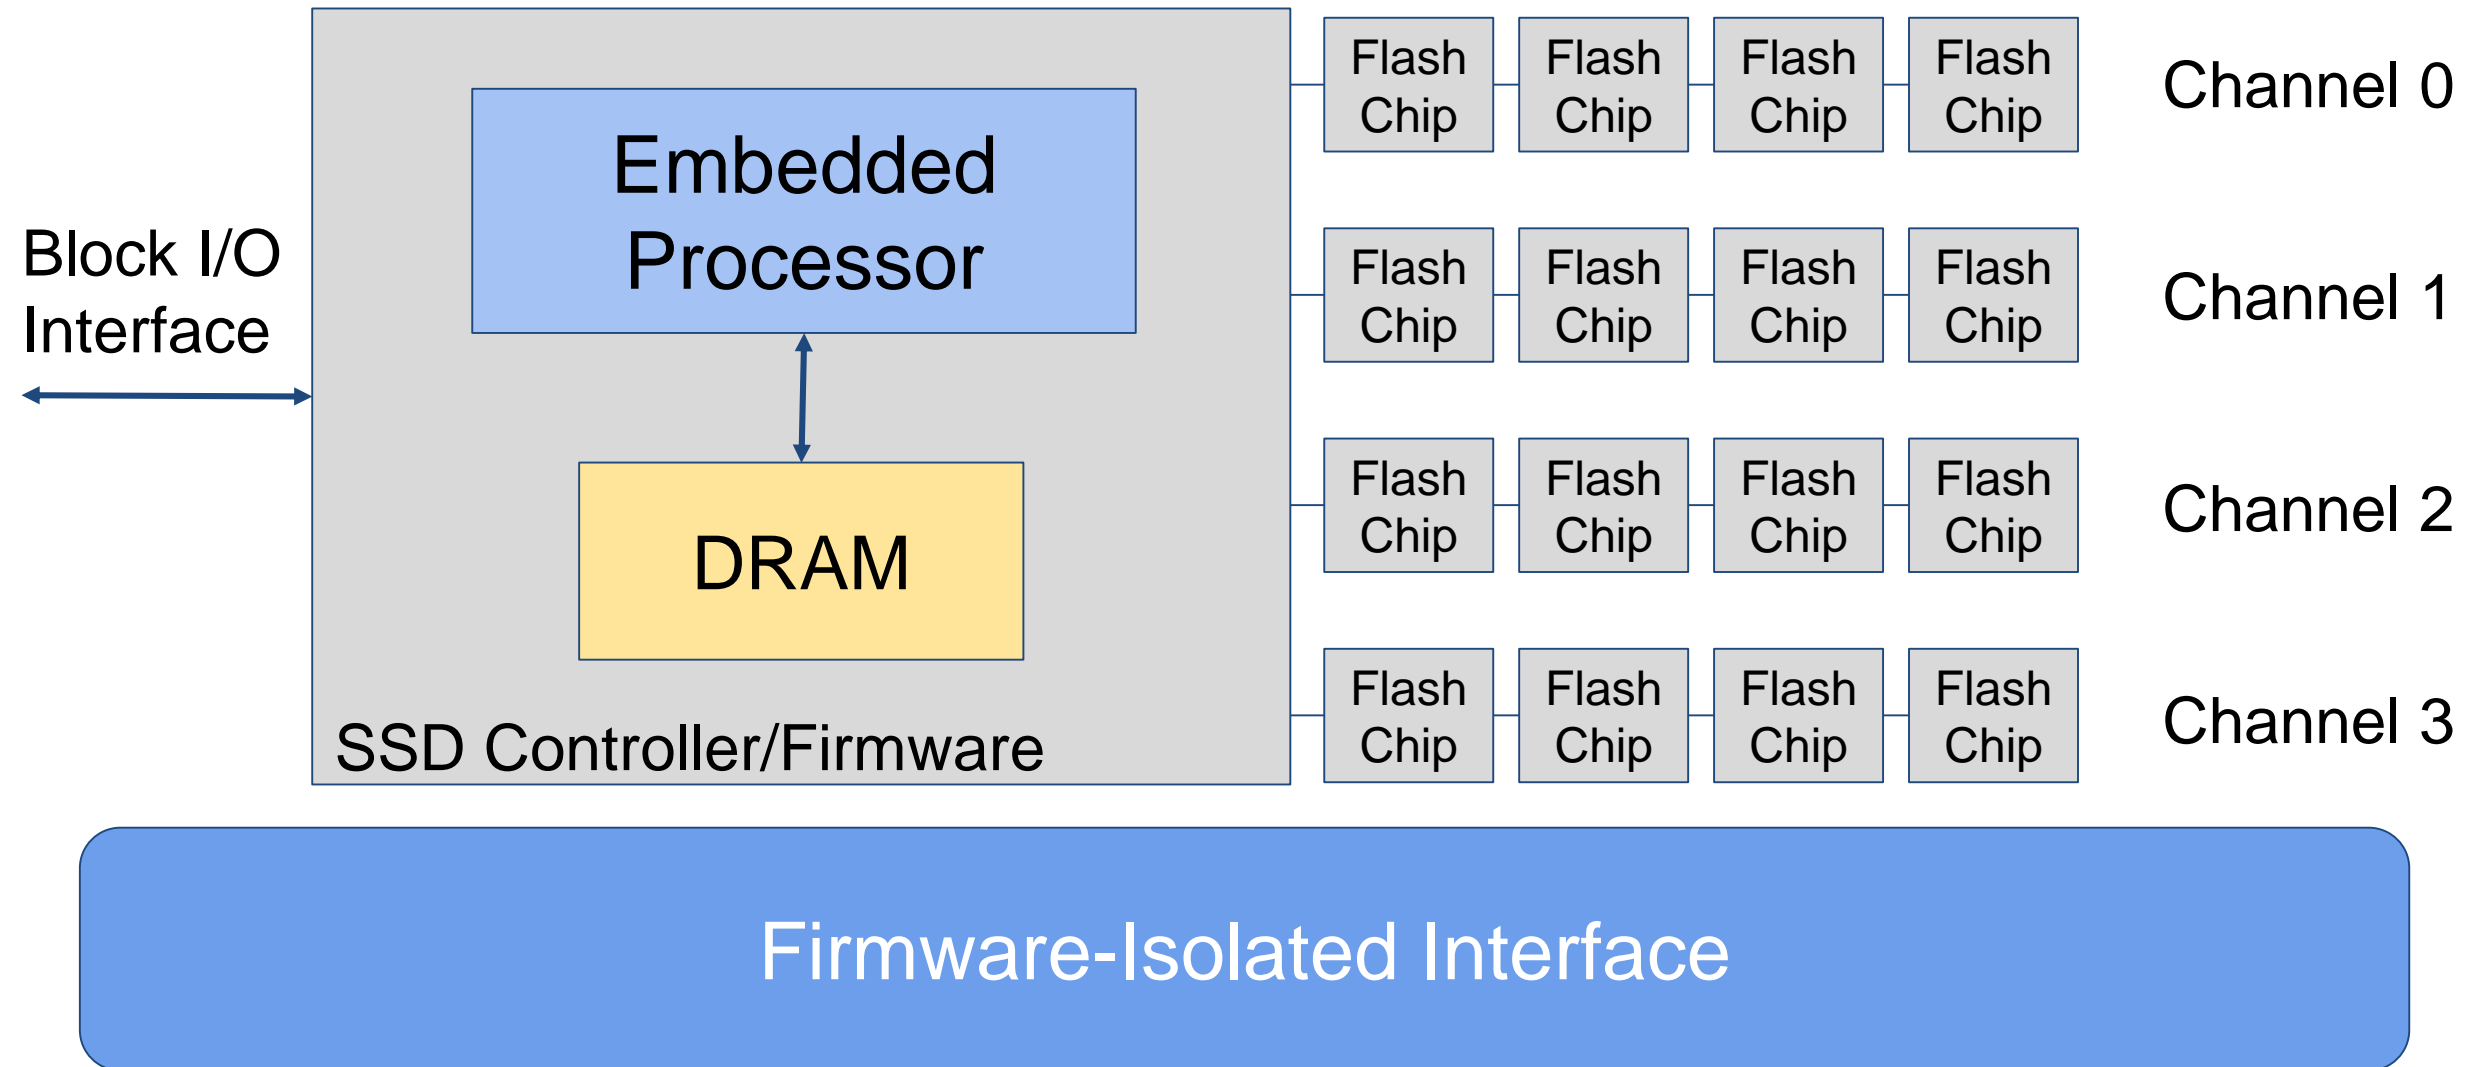 Block I/O
Interface
Embedded
Processor
DRAM
SSD Controller/Firmware
Flash
Chip
Flash
Chip
Flash
Chip
Flash
Chip
Channel 0
Flash
Chip
Flash
Chip
Flash
Chip
Flash
Chip
Channel 1
Flash
Chip
Flash
Chip
Flash
Chip
Flash
Chip
Channel 2
Flash
Chip
Flash
Chip
Flash
Chip
Flash
Chip
Channel 3
Firmware-Isolated Interface